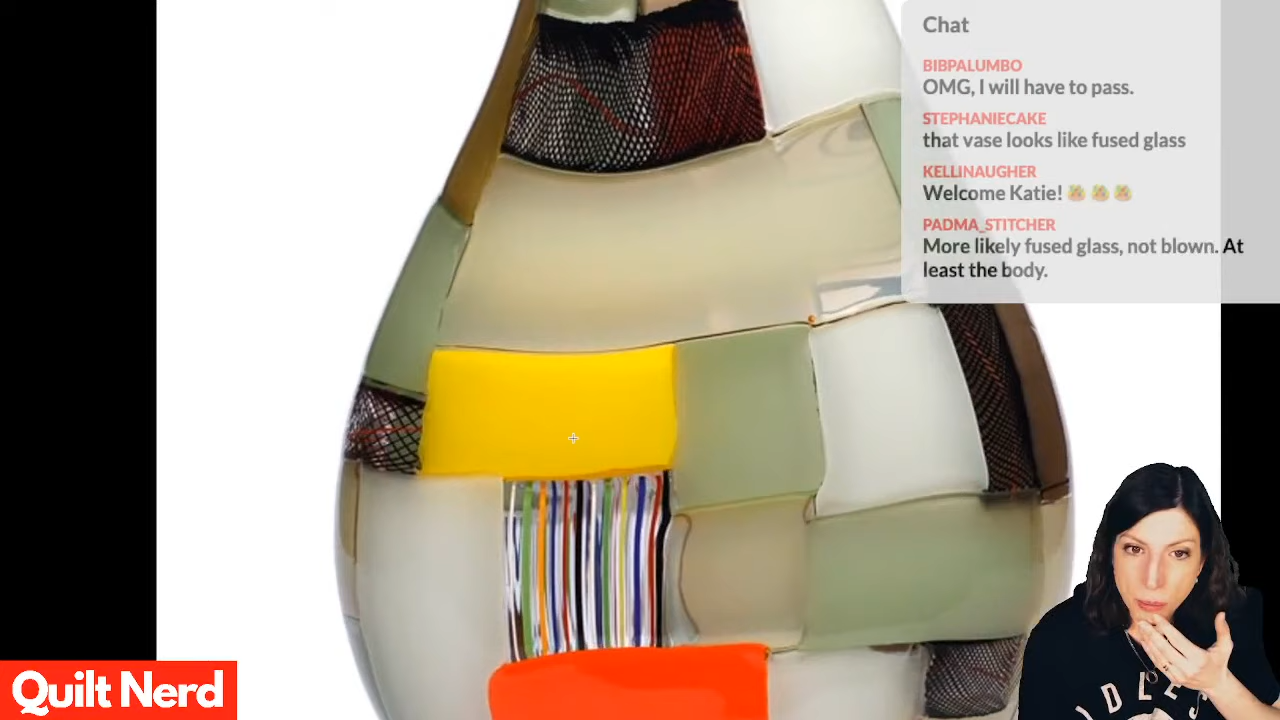 Chat
BIBPALUMBO
OMG, I will have to pass.
STEPHANIECAKE
that vase looks like fused glass
KELLINAUGHER
Welcome Katie!
PADMA_STITCHER
More likely fused glass, not blown. At
least the body.
Quilt Nerd